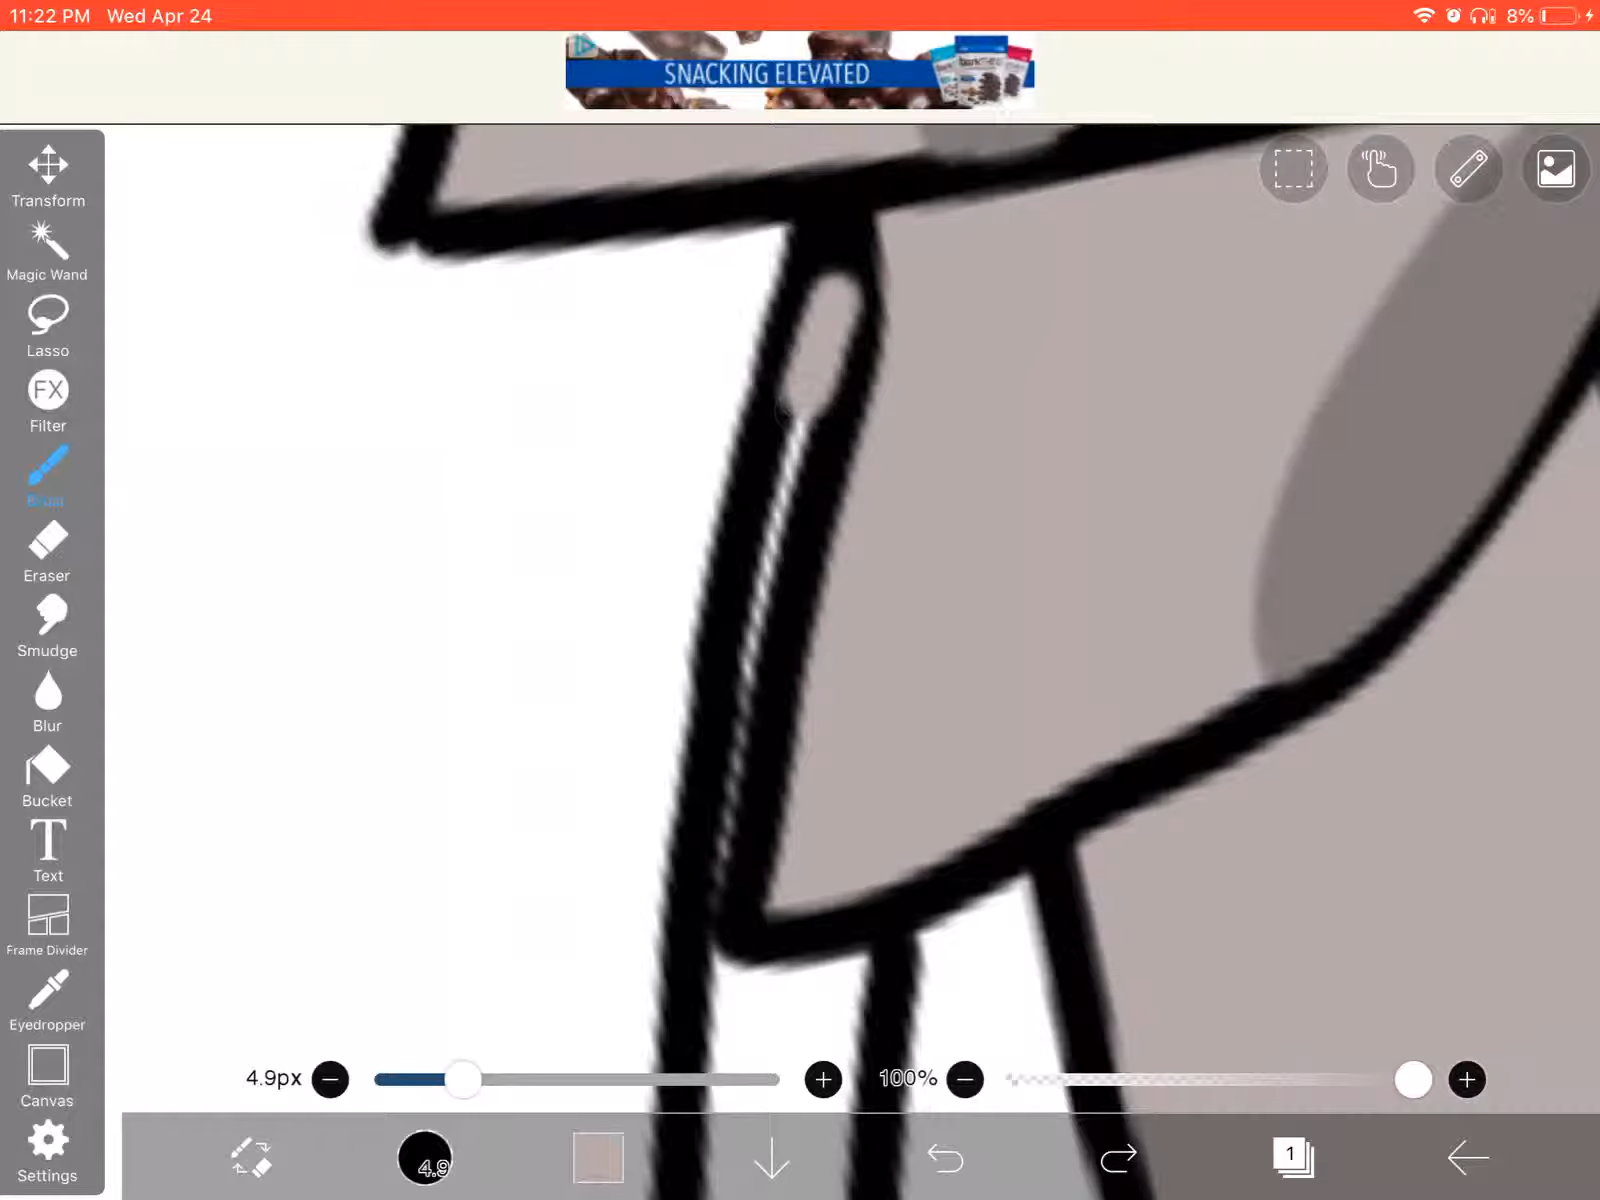 11:22 PM Wed Apr 24
8%
SNACKING ELEVATED
Transform
Magic Wand
Lasso
FX
Filter
Brush
Eraser
Smudge
Blur
Bucket
T
Text
Frame Divider
Eyedropper
Canvas
Settings
4.9px
100%
4.9
1